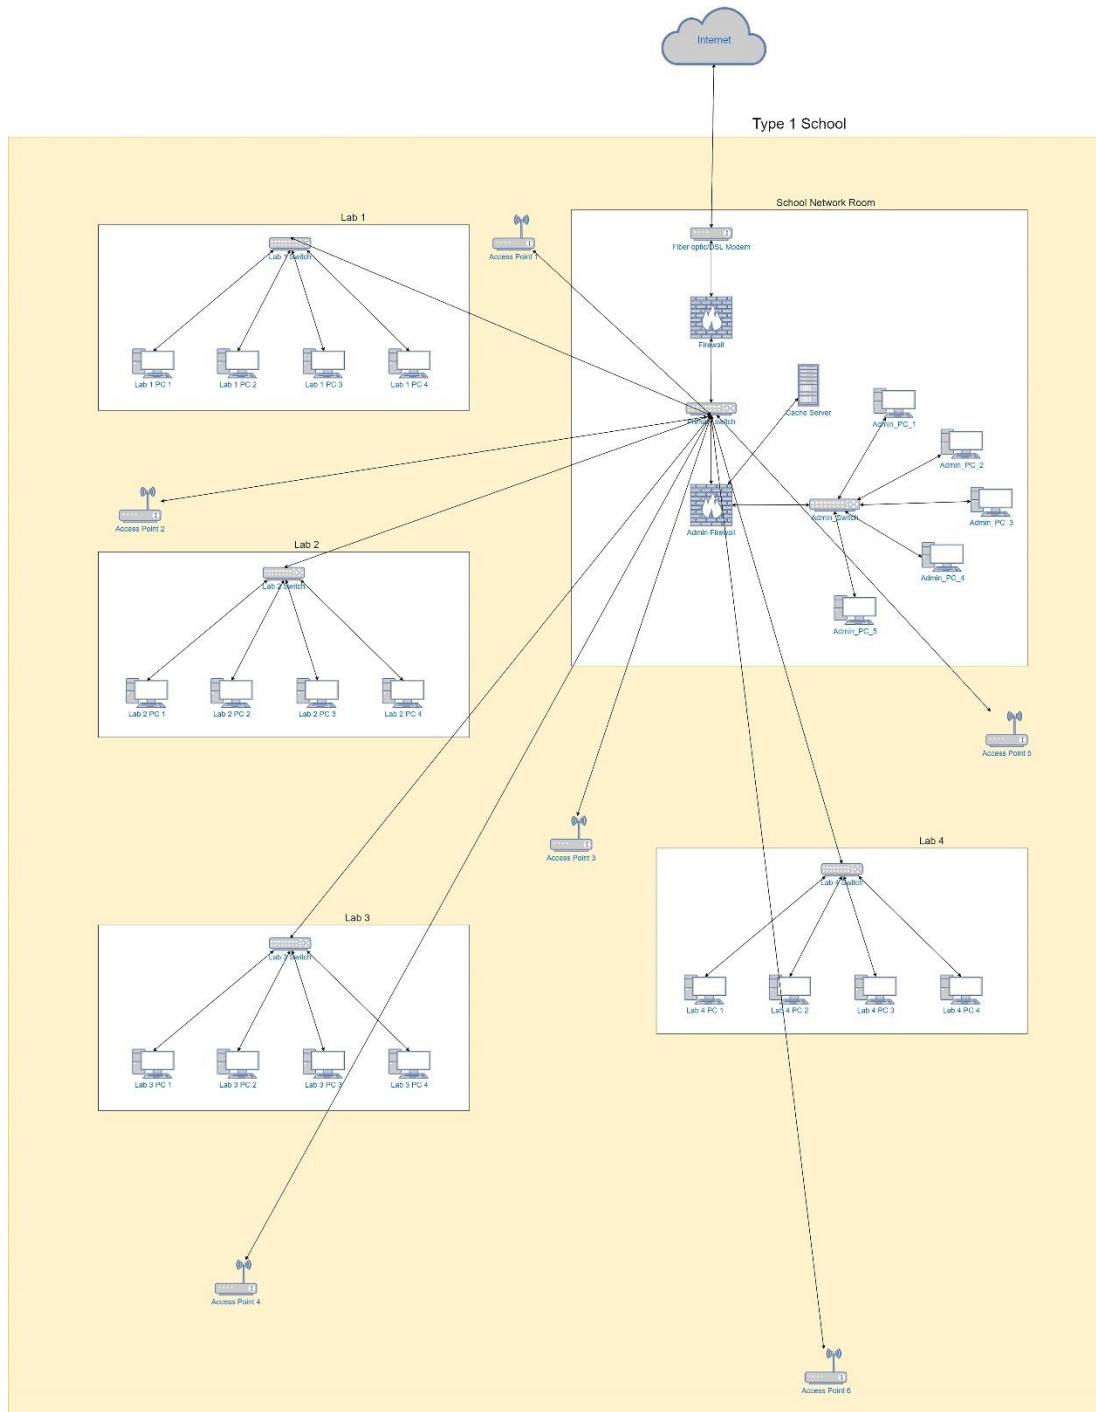 Internet
Type 1 School
School Network Room
Fiber optic/DSL Modem
Firewall
Primary switch
Cache Server
Admin_PC_1
Admin_PC_2
Admin_PC_3
Admin_PC_4
Admin_PC_5
Admin_Switch
Admin Firewall
Lab 1
Lab 1 Switch
Lab 1 PC 1
Lab 1 PC 2
Lab 1 PC 3
Lab 1 PC 4
Access Point 1
Access Point 2
Lab 2
Lab 2 Switch
Lab 2 PC 1
Lab 2 PC 2
Lab 2 PC 3
Lab 2 PC 4
Access Point 5
Access Point 3
Lab 4
Lab 4 Switch
Lab 4 PC 1
Lab 4 PC 2
Lab 4 PC 3
Lab 4 PC 4
Lab 3
Lab 3 Switch
Lab 3 PC 1
Lab 3 PC 2
Lab 3 PC 3
Lab 3 PC 4
Access Point 4
Access Point 6